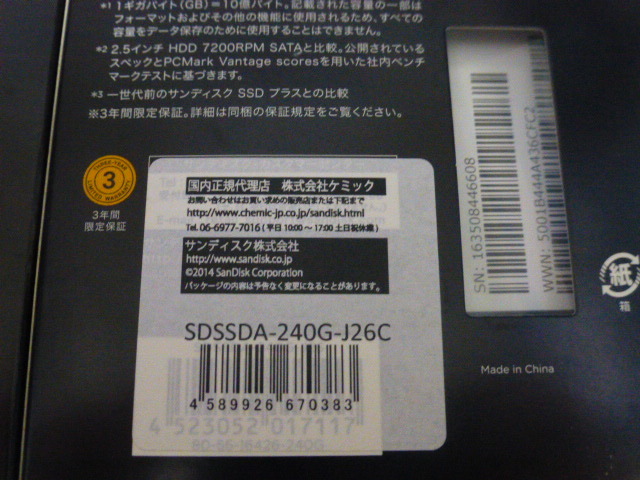 *1 1ギガバイト(GB)=10億バイト。記載された容量の一部は
フォーマットおよびその他の機能に使用されるため、すべての
容量をデータ保存のために使用することはできません。
*2 2.5インチ HDD 7200RPM SATAと比較。公開されている
スペックとPCMark Vantage scoresを用いた社内ベンチ
マークテストに基づきます。
*3 一世代前のサンディスク SSD プラスとの比較
※3年間限定保証。詳細は同梱の保証規定をご覧ください。
THREE-YEAR
3
LIMITED WARRANTY
3年間
限定保証
国内正規代理店 株式会社ケミック
お問い合わせはお買い求めの販売店または下記まで
http://www.chemic-jp.co.jp/sandisk.html
Tel. 06-6977-7016 ( 平日 10:00～17:00 土日祝休業 )
サンディスク株式会社
http://www.sandisk.co.jp
©2014 SanDisk Corporation
パッケージの内容は予告なく変更になることがあります。
SDSSDA-240G-J26C
4 589926 670383
4 523052 017117
80-56-16426-240G
SN: 163508446608
WWN: 5001B444A436CFC2
紙
箱
Made in China